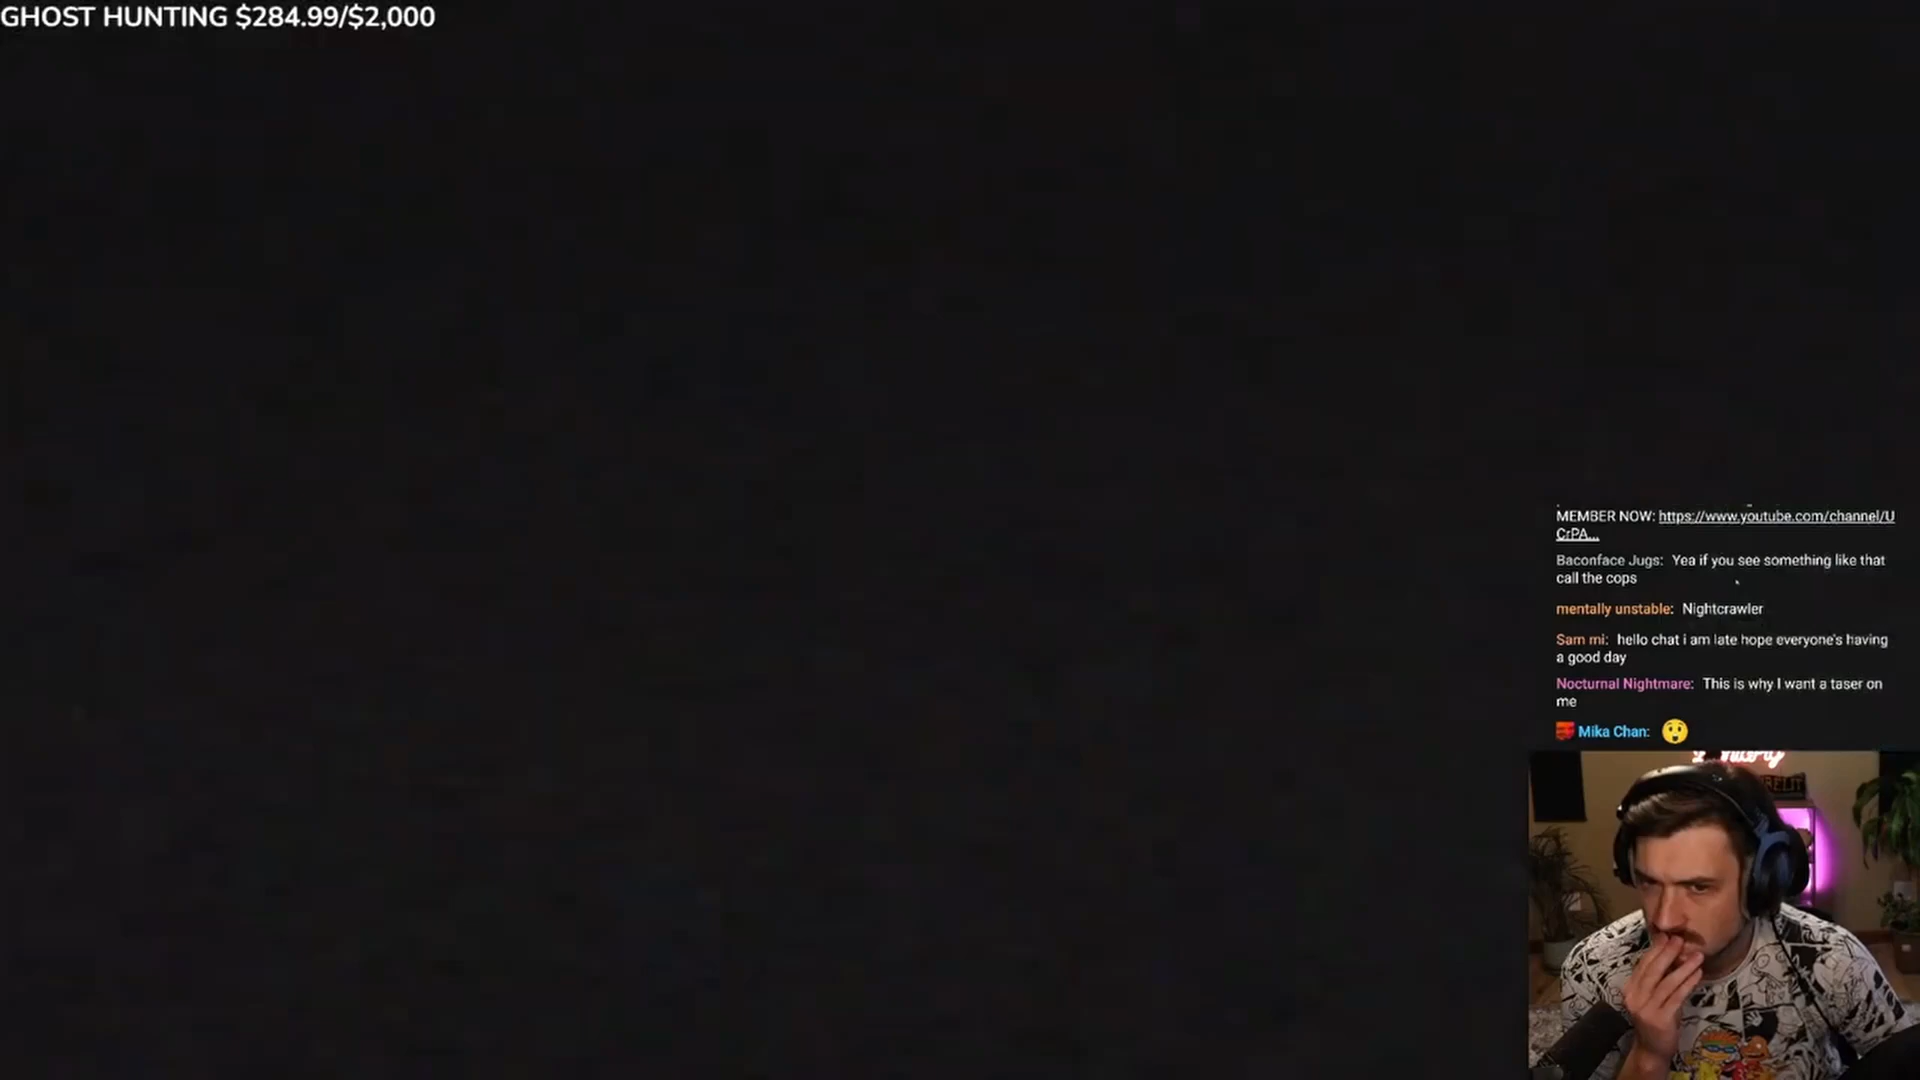 GHOST HUNTING $284.99/$2,000
MEMBER NOW: https://www.youtube.com/channel/U
CrPA...
Baconface Jugs: Yea if you see something like that
call the cops
mentally unstable: Nightcrawler
Sam mi: hello chat i am late hope everyone's having
a good day
Nocturnal Nightmare: This is why I want a taser on
me
Mika Chan: 😲